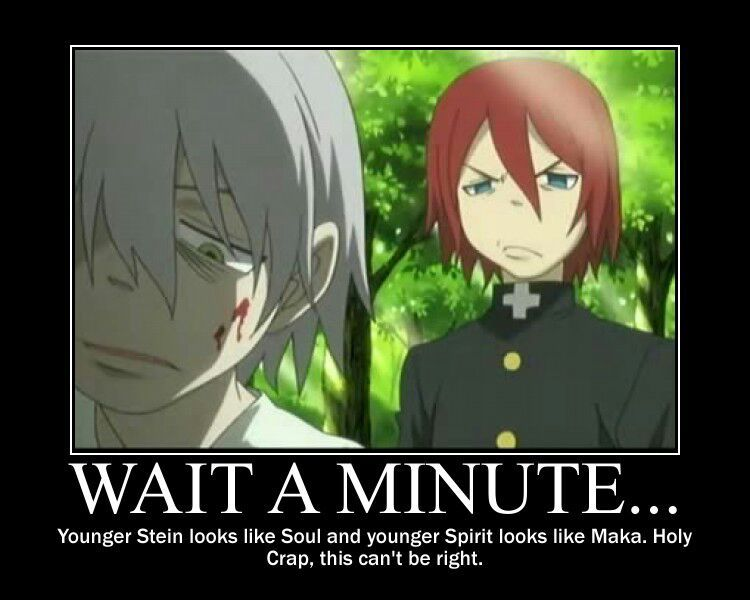 WAIT A MINUTE...
Younger Stein looks like Soul and younger Spirit looks like Maka. Holy
Crap, this can't be right.